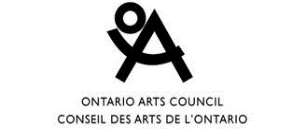 ONTARIO ARTS COUNCIL
CONSEIL DES ARTS DE L'ONTARIO